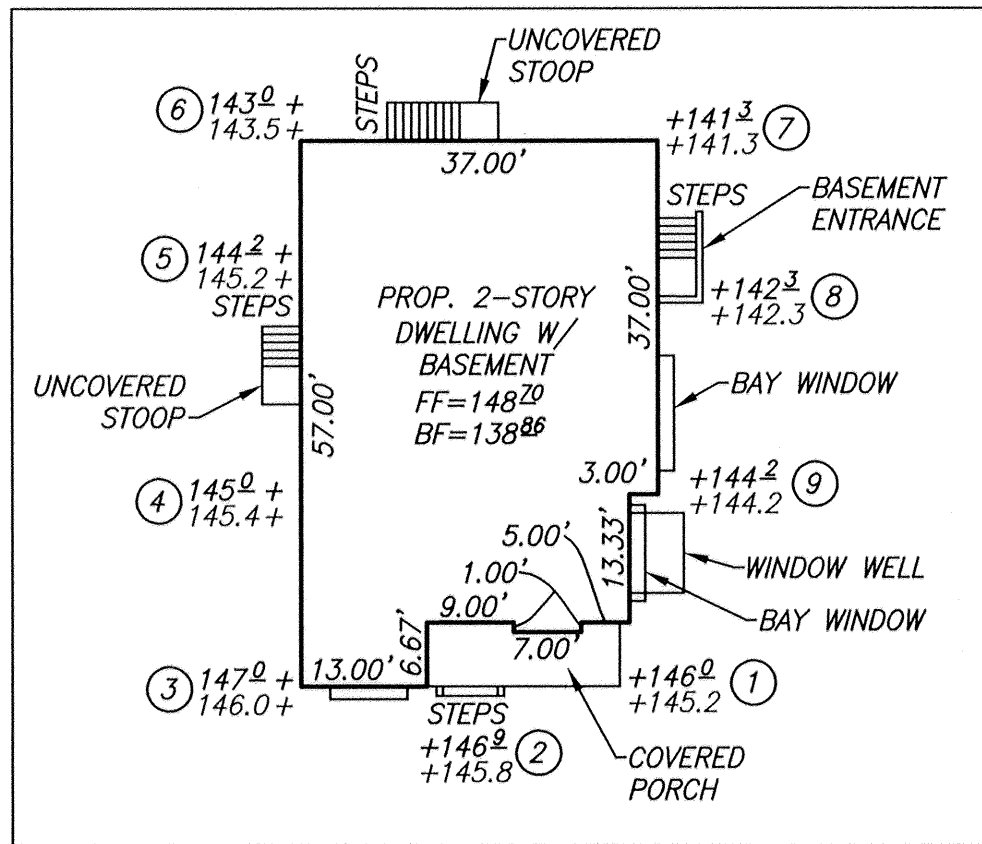 UNCOVERED
STOOP
STEPS
6 143 0 +
143.5 +
37.00'
+141 3 7
+141.3
STEPS
BASEMENT
ENTRANCE
5 144 2 +
145.2 +
STEPS
PROP. 2-STORY
DWELLING W/
BASEMENT
FF=148 70
BF=138 86
37.00'
+142 3 8
+142.3
UNCOVERED
STOOP
57.00'
BAY WINDOW
3.00'
+144 2 9
+144.2
4 145 0 +
145.4 +
5.00'
13.33'
WINDOW WELL
1.00'
9.00'
BAY WINDOW
7.00'
6.67'
13.00'
3 147 0 +
146.0 +
+146 0 1
+145.2
STEPS
+146 9 2
+145.8
COVERED
PORCH